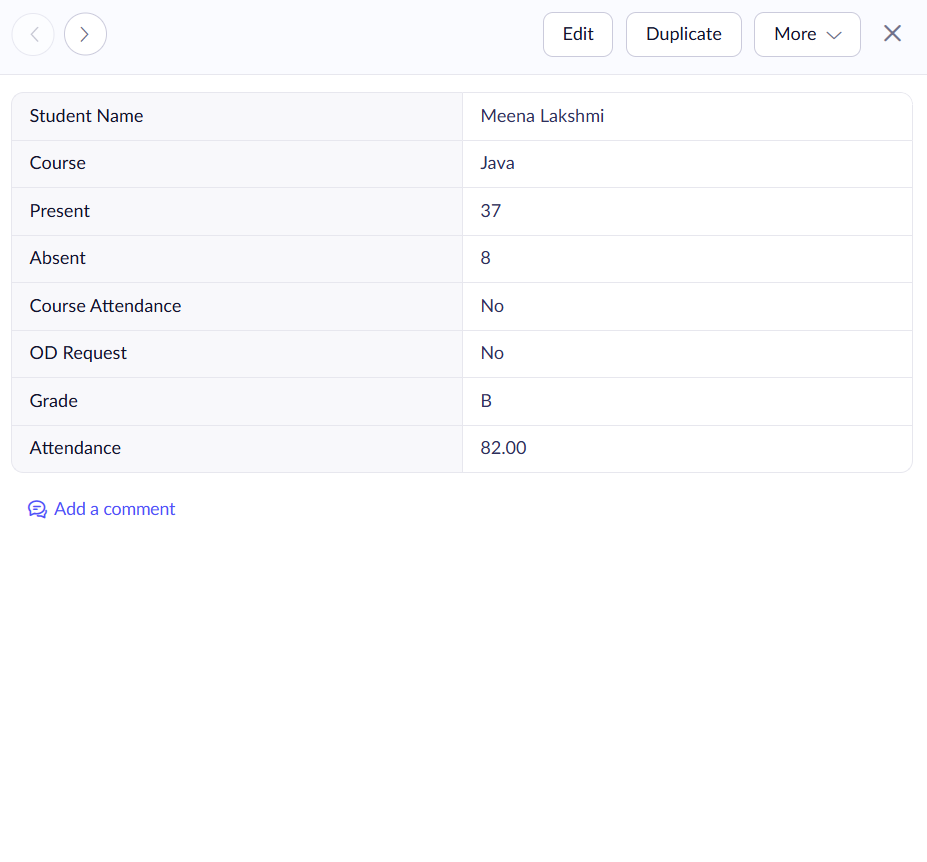 Edit Duplicate More
Student Name Meena Lakshmi
Course Java
Present 37
Absent 8
Course Attendance No
OD Request No
Grade B
Attendance 82.00
Add a comment